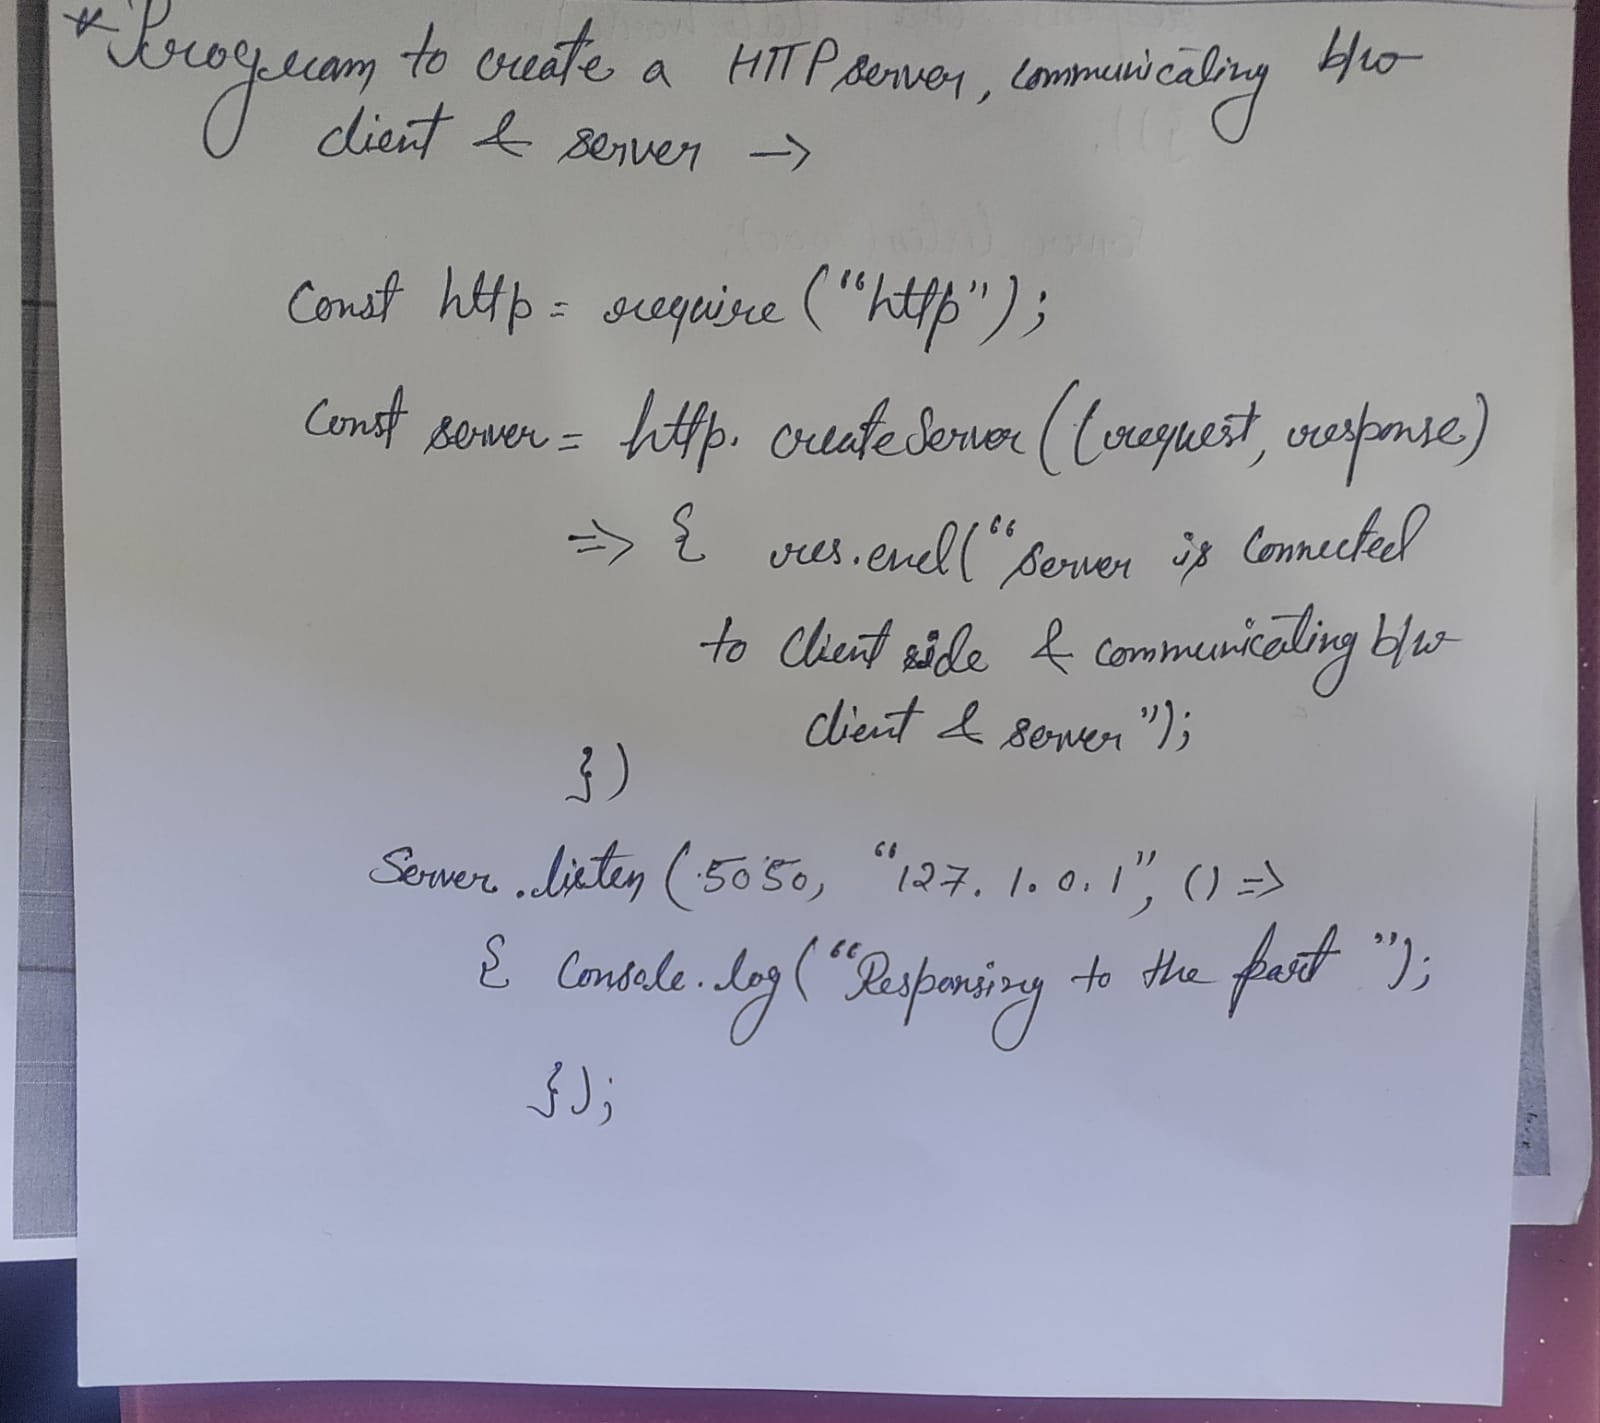 * Program to create a HTTP server, communicating b/w
client & server →
Const http = require ("http");
Const server = http. createServer ((request, response)
=> { res.end("Server is Connected
to Client side & communicating b/w
client & server");
})
Server.listen (5050, "127. 1. 0. 1", () =>
{ Console.log ("Responsing to the port ");
});